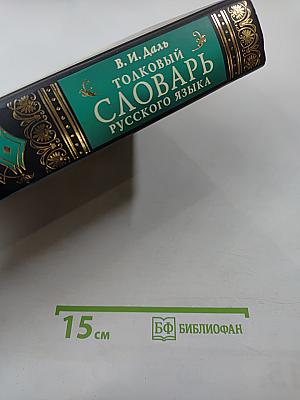 В. И. Даль
ТОЛКОВЫЙ
СЛОВАРЬ
РУССКОГО ЯЗЫКА
15 см
БФ БИБЛИОФАН